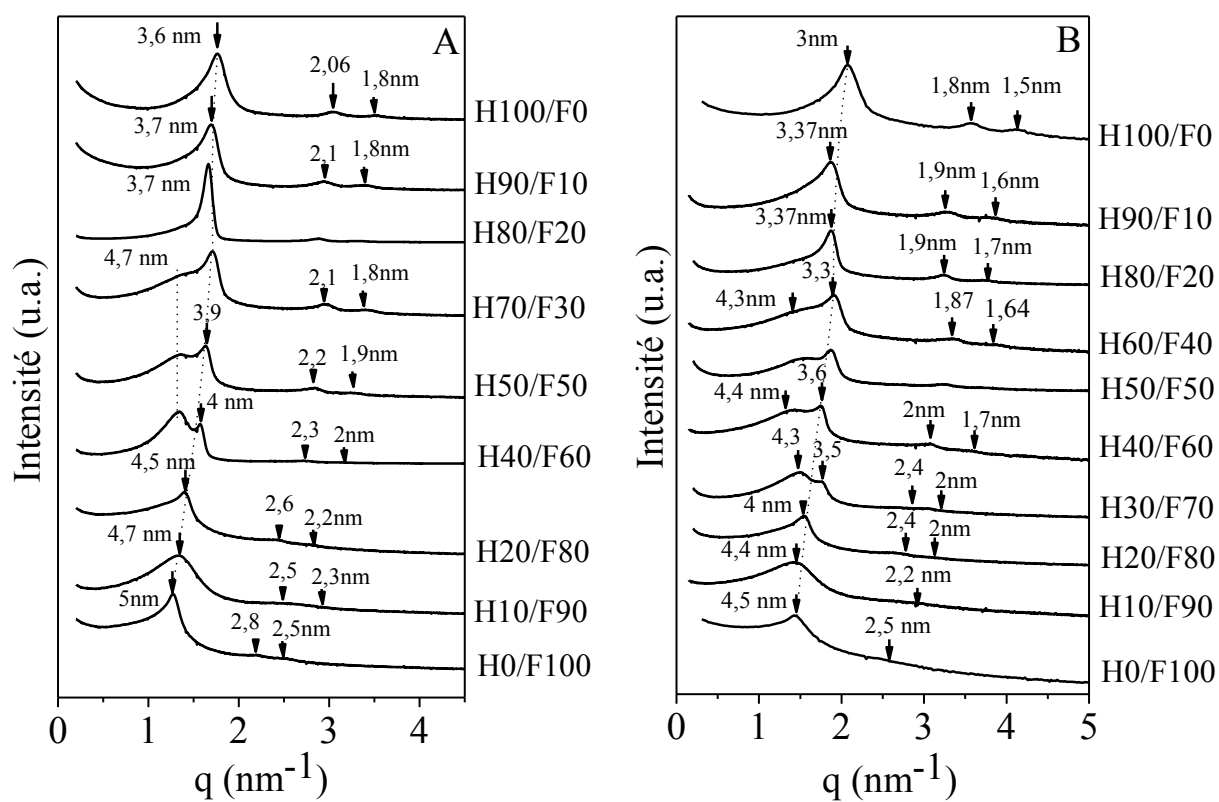 A
3,6 nm
2,06
1,8nm
H100/F0
3,7 nm
2,1
1,8nm
H90/F10
3,7 nm
H80/F20
4,7 nm
2,1
1,8nm
H70/F30
3,9
2,2
1,9nm
H50/F50
4 nm
2,3
2nm
H40/F60
4,5 nm
2,6
2,2nm
H20/F80
4,7 nm
2,5
2,3nm
H10/F90
5nm
2,8
2,5nm
H0/F100
Intensité (u.a.)
0 1 2 3 4
q (nm⁻¹)
B
3nm
1,8nm
1,5nm
H100/F0
3,37nm
1,9nm
1,6nm
H90/F10
3,37nm
1,9nm
1,7nm
H80/F20
3,3
4,3nm
1,87
1,64
H60/F40
H50/F50
3,6
4,4 nm
2nm
1,7nm
H40/F60
4,3
3,5
2,4
2nm
H30/F70
4 nm
2,4
2nm
H20/F80
4,4 nm
2,2 nm
H10/F90
4,5 nm
2,5 nm
H0/F100
Intensité (u.a.)
0 1 2 3 4 5
q (nm⁻¹)